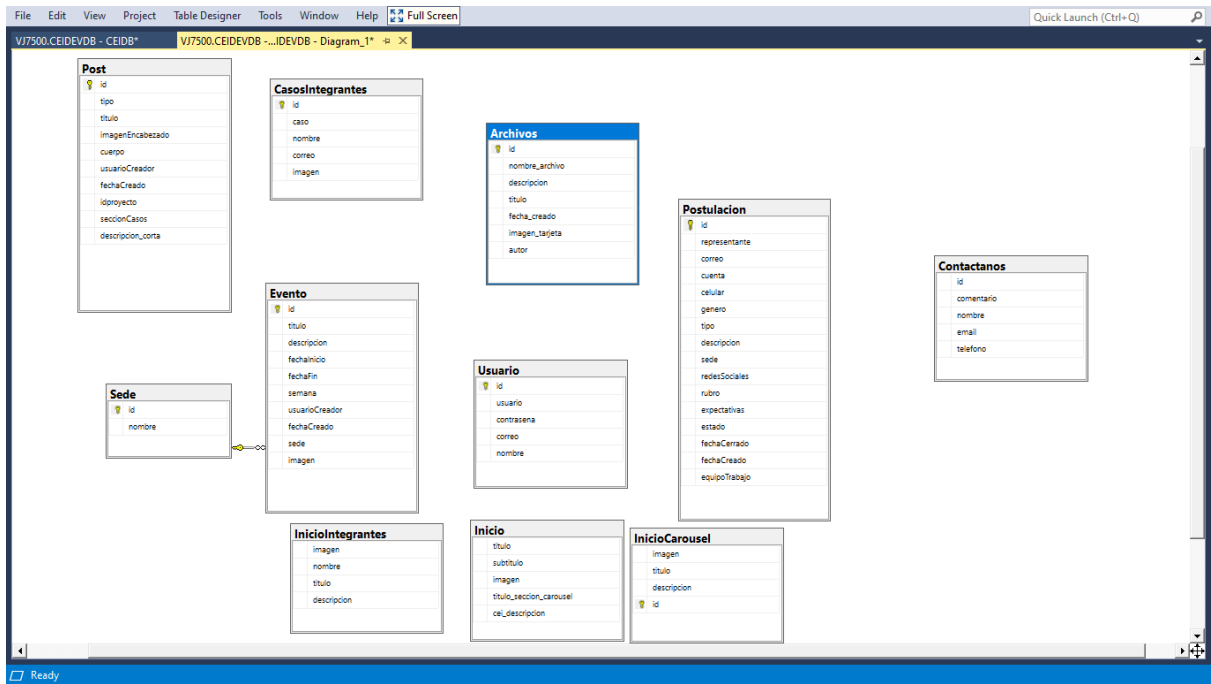 File Edit View Project Table Designer Tools Window Help Full Screen Quick Launch (Ctrl+Q)
VJ7500.CEIDEVDB - CEIDB* VJ7500.CEIDEVDB -...IDEVDB - Diagram_1*
Post
id
tipo
titulo
imagenEncabezado
cuerpo
usuarioCreador
fechaCreado
idproyecto
seccionCasos
descripcion_corta
CasosIntegrantes
id
caso
nombre
correo
imagen
Archivos
id
nombre_archivo
descripcion
titulo
fecha_creado
imagen_tarjeta
autor
Postulacion
id
representante
correo
cuenta
celular
genero
tipo
descripcion
sede
redesSociales
rubro
expectativas
estado
fechaCerrado
fechaCreado
equipoTrabajo
Contactanos
id
comentario
nombre
email
telefono
Evento
id
titulo
descripcion
fechaInicio
fechaFin
semana
usuarioCreador
fechaCreado
sede
imagen
Sede
id
nombre
Usuario
id
usuario
contrasena
correo
nombre
InicioIntegrantes
imagen
nombre
titulo
descripcion
Inicio
titulo
subtitulo
imagen
titulo_seccion_carousel
cei_descripcion
InicioCarousel
imagen
titulo
descripcion
id
Ready